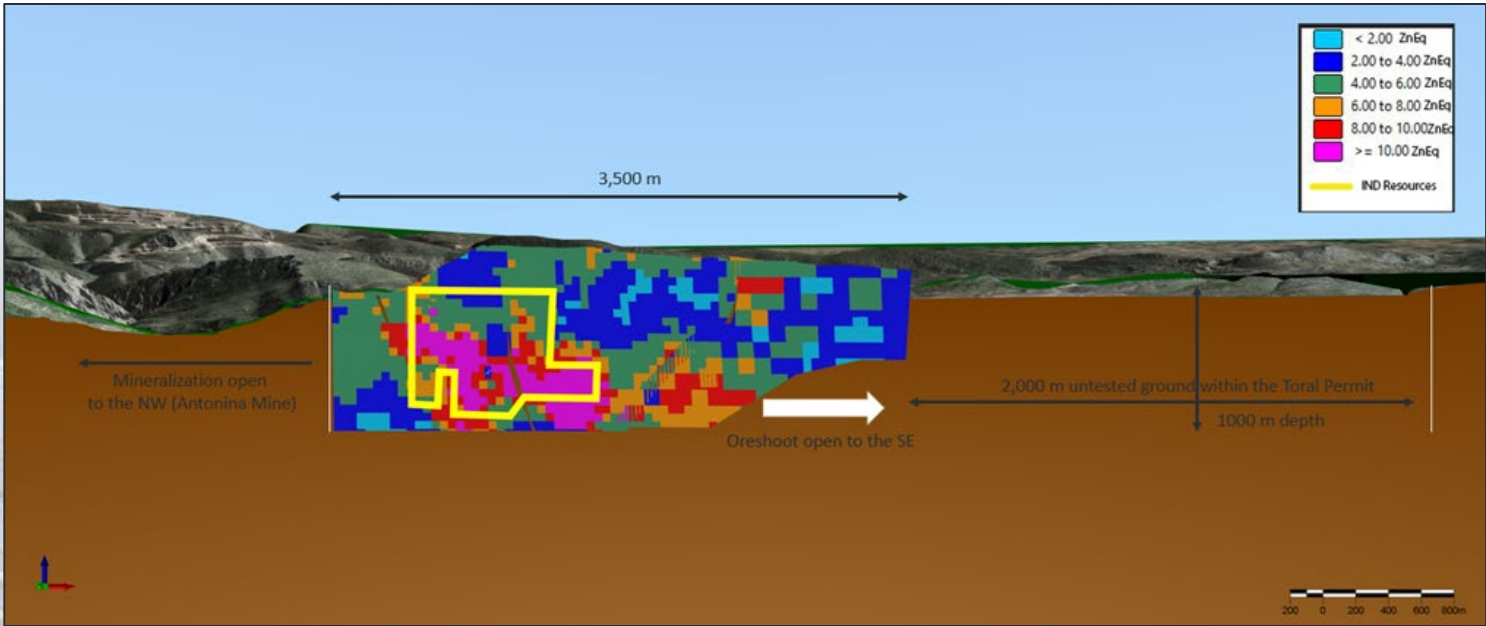 < 2.00 ZnEq
2.00 to 4.00 ZnEq
4.00 to 6.00 ZnEq
6.00 to 8.00 ZnEq
8.00 to 10.00ZnEq
>= 10.00 ZnEq
IND Resources
3,500 m
Mineralization open
to the NW (Antonina Mine)
2,000 m untested ground within the Toral Permit
1000 m depth
Oreshoot open to the SE
200 0 200 400 600 800m